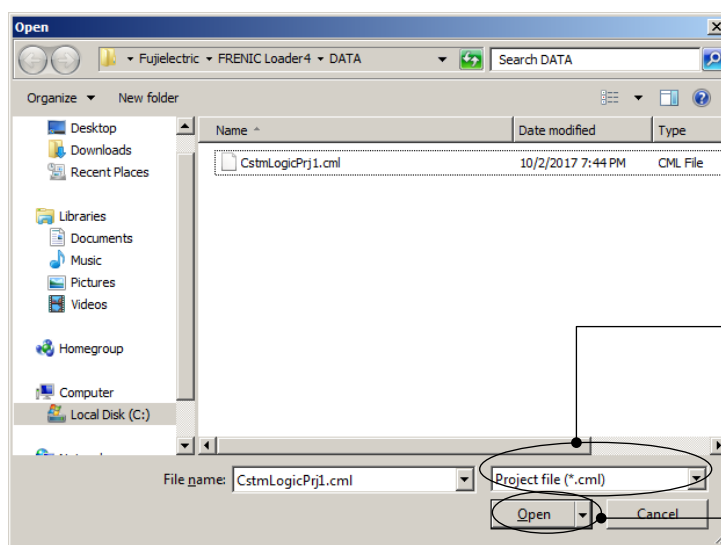 Open
Fujielectric FRENIC Loader4 DATA Search DATA
Organize New folder
Desktop
Downloads
Recent Places
Libraries
Documents
Music
Pictures
Videos
Homegroup
Computer
Local Disk (C:)
Name Date modified Type
CstmLogicPrj1.cml 10/2/2017 7:44 PM CML File
File name: CstmLogicPrj1.cml Project file (*.cml)
Open Cancel